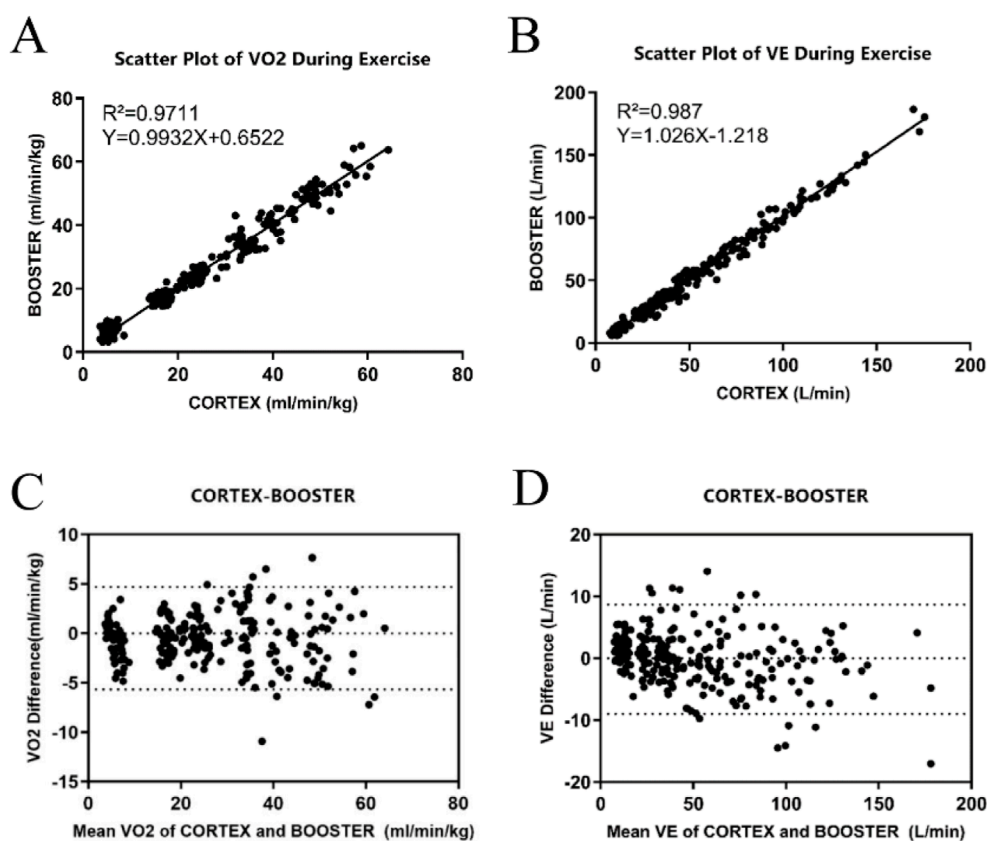 A
Scatter Plot of VO2 During Exercise
R²=0.9711
Y=0.9932X+0.6522
BOOSTER (ml/min/kg)
80
60
40
20
0
0 20 40 60 80
CORTEX (ml/min/kg)
B
Scatter Plot of VE During Exercise
R²=0.987
Y=1.026X-1.218
BOOSTER (L/min)
200
150
100
50
0
0 50 100 150 200
CORTEX (L/min)
C
CORTEX-BOOSTER
VO2 Difference(ml/min/kg)
10
5
0
-5
-10
-15
0 20 40 60 80
Mean VO2 of CORTEX and BOOSTER (ml/min/kg)
D
CORTEX-BOOSTER
VE Difference (L/min)
20
10
0
-10
-20
0 50 100 150 200
Mean VE of CORTEX and BOOSTER (L/min)